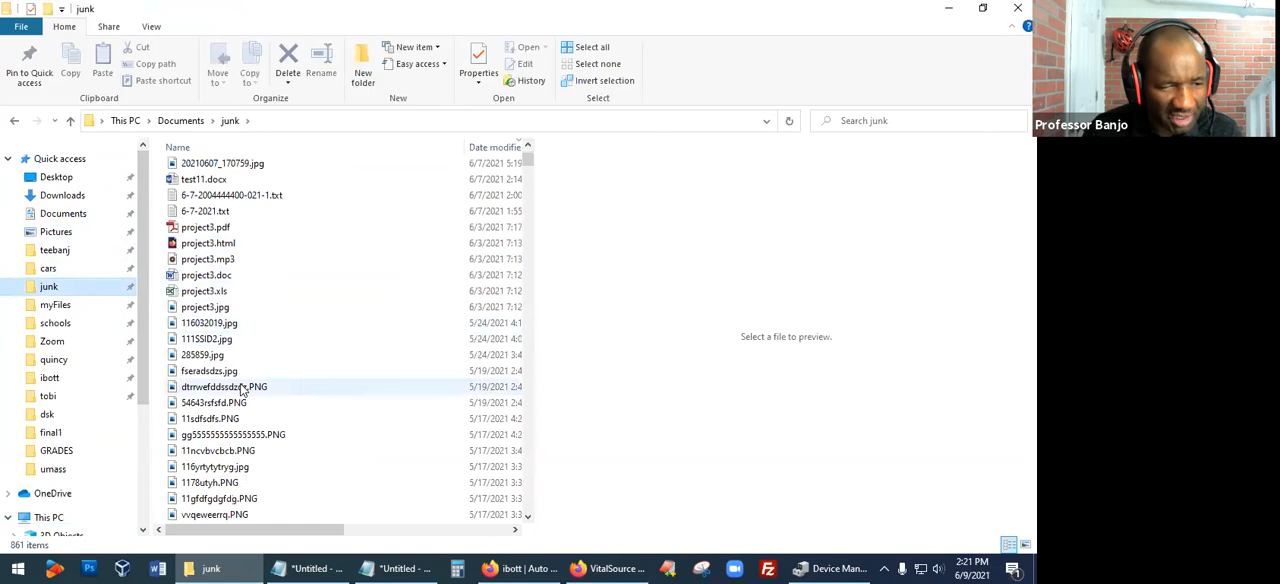 junk
File Home Share View
Pin to Quick access
Copy
Paste
Cut
Copy path
Paste shortcut
Clipboard
Move to
Copy to
Delete
Rename
Organize
New folder
New item
Easy access
New
Properties
Open
Edit
History
Open
Select all
Select none
Invert selection
Select
This PC > Documents > junk >
Search junk
Professor Banjo
Quick access
Desktop
Downloads
Documents
Pictures
teebanj
cars
junk
myFiles
schools
Zoom
quincy
ibott
tobi
dsk
final1
GRADES
umass
OneDrive
This PC
3D Objects
Name Date modifie
20210607_170759.jpg 6/7/2021 5:19
test11.docx 6/7/2021 2:14
6-7-2004444400-021-1.txt 6/7/2021 2:00
6-7-2021.txt 6/7/2021 1:55
project3.pdf 6/3/2021 7:17
project3.html 6/3/2021 7:13
project3.mp3 6/3/2021 7:13
project3.doc 6/3/2021 7:12
project3.xls 6/3/2021 7:12
project3.jpg 6/3/2021 7:12
116032019.jpg 5/24/2021 4:1
111SSID2.jpg 5/24/2021 4:0
285859.jpg 5/24/2021 3:4
fseradsdzs.jpg 5/19/2021 2:4
5/19/2021 2:4
54643rsfsfd.PNG 5/19/2021 2:4
11sdfsdfs.PNG 5/17/2021 4:2
gg5555555555555555.PNG 5/17/2021 4:2
11ncvbvcbcb.PNG 5/17/2021 3:4
116yrtytytryg.jpg 5/17/2021 3:3
1178utyh.PNG 5/17/2021 3:3
11gfdfgdgfdg.PNG 5/17/2021 3:3
vvqeweerrq.PNG 5/17/2021 3:3
Select a file to preview.
861 items
junk
*Untitled - ...
*Untitled - ...
ibott | Auto ...
VitalSource ...
Device Man...
2:21 PM
6/9/2021